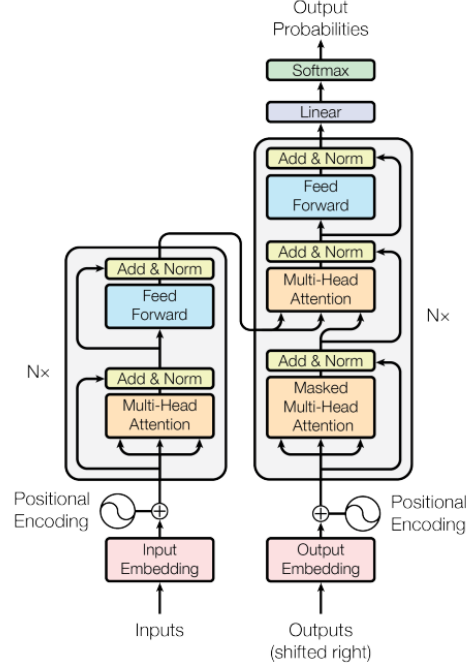 Output
Probabilities
Softmax
Linear
Add & Norm
Feed
Forward
Add & Norm
Multi-Head
Attention
Add & Norm
Masked
Multi-Head
Attention
Nx
Add & Norm
Feed
Forward
Add & Norm
Multi-Head
Attention
Nx
Positional
Encoding
Positional
Encoding
Input
Embedding
Output
Embedding
Inputs
Outputs
(shifted right)